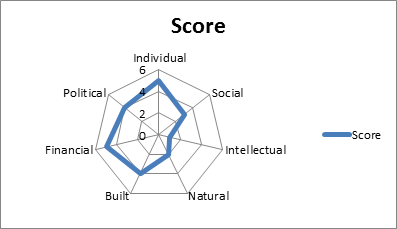 Score
Individual
6
Political
4
Social
2
0
Score
Financial
Intellectual
Built
Natural